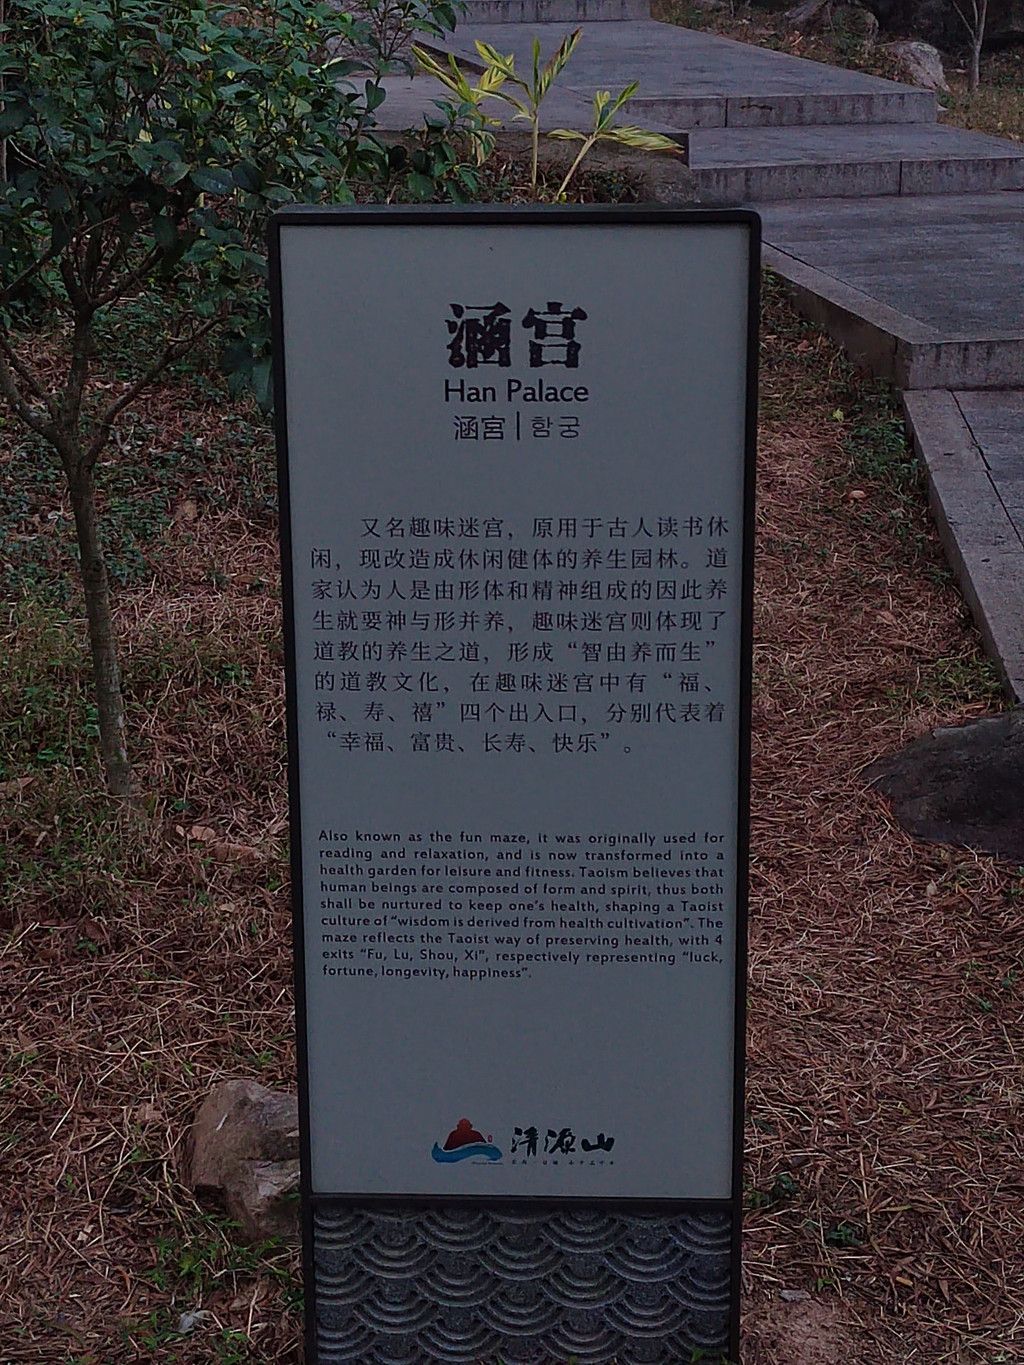 涵宫
Han Palace
涵宮|함궁
又名趣味迷宫，原用于古人读书休
闲，现改造成休闲健体的养生园林。道
家认为人是由形体和精神组成的因此养
生就要神与形并养，趣味迷宫则体现了
道教的养生之道，形成“智由养而生”
的道教文化，在趣味迷宫中有“福、
禄、寿、禧”四个出入口，分别代表着
“幸福、富贵、长寿、快乐”。
Also known as the fun maze, it was originally used for
reading and relaxation, and is now transformed into a
health garden for leisure and fitness. Taoism believes that
human beings are composed of form and spirit, thus both
shall be nurtured to keep one's health, shaping a Taoist
culture of “wisdom is derived from health cultivation”. The
maze reflects the Taoist way of preserving health, with 4
exits “Fu, Lu, Shou, Xi”, respectively representing “luck,
fortune, longevity, happiness”.
清源山